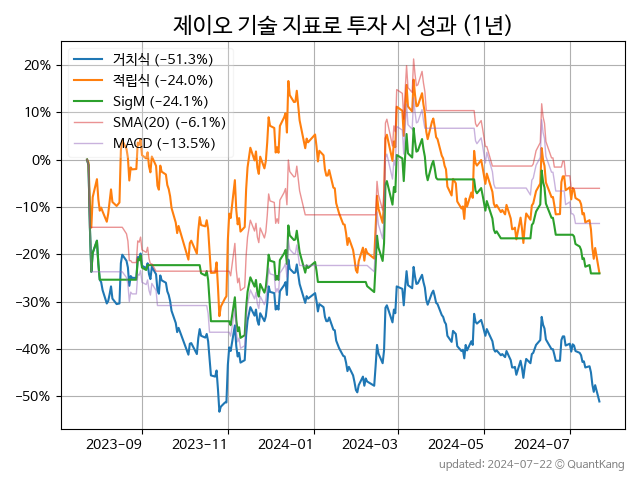 제이오 기술 지표로 투자 시 성과 (1년)
거치식 (−51.3%)
적립식 (−24.0%)
SigM (−24.1%)
SMA(20) (−6.1%)
MACD (−13.5%)
20%
10%
0%
−10%
−20%
−30%
−40%
−50%
2023-09 2023-11 2024-01 2024-03 2024-05 2024-07
updated: 2024-07-22 © QuantKang